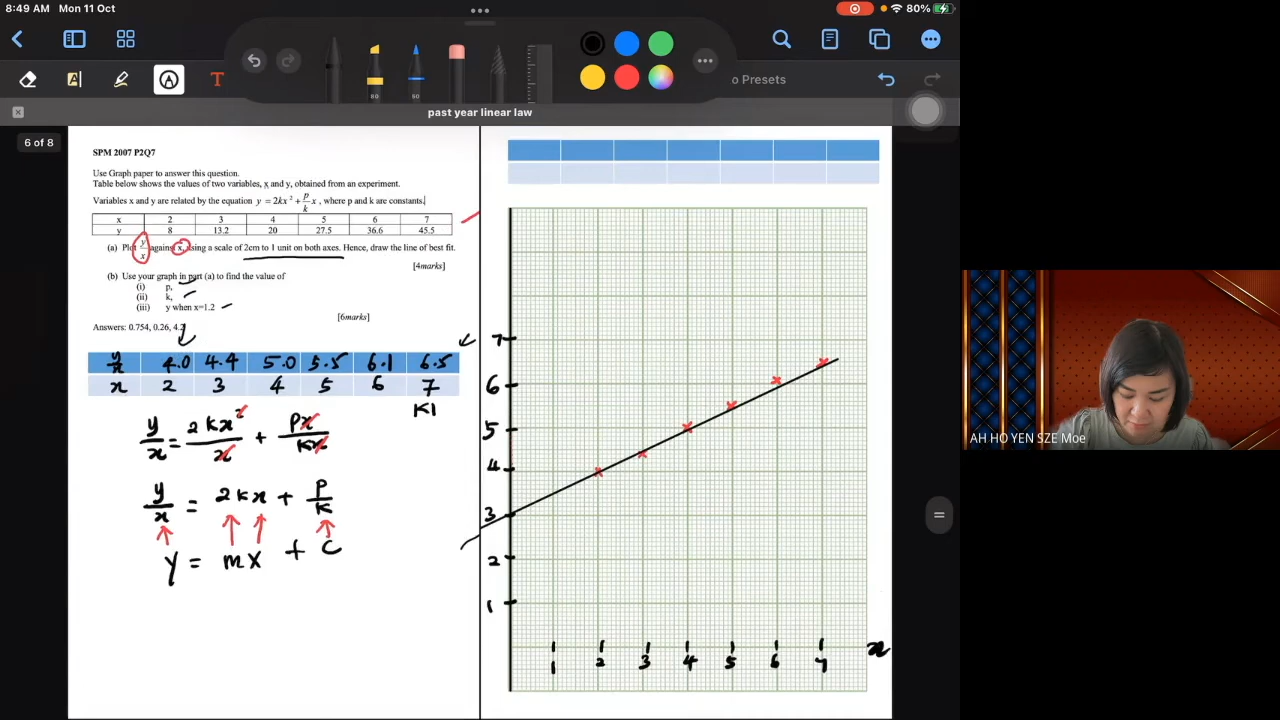 8:49 AM Mon 11 Oct
80%
80
50
T
o Presets
past year linear law
6 of 8
SPM 2007 P2Q7
Use Graph paper to answer this question.
Table below shows the values of two variables, x and y, obtained from an experiment.
Variables x and y are related by the equation y = 2kx² + p/k x, where p and k are constants.
x 2 3 4 5 6 7
y 8 13.2 20 27.5 36.6 45.5
(a) Plot y/x against x, using a scale of 2cm to 1 unit on both axes. Hence, draw the line of best fit.
[4marks]
(b) Use your graph in part (a) to find the value of
(i) p,
(ii) k,
(iii) y when x=1.2
[6marks]
Answers: 0.754, 0.26, 4.
y/x 4.0 4.4 5.0 5.5 6.1 6.5
x 2 3 4 5 6 7
K1
y/x = 2kx²/x + px/kx
y/x = 2kx + p/k
Y = mX + C
7
6
5
4
3
2
1
1 2 3 4 5 6 7 x
AH HO YEN SZE Moe